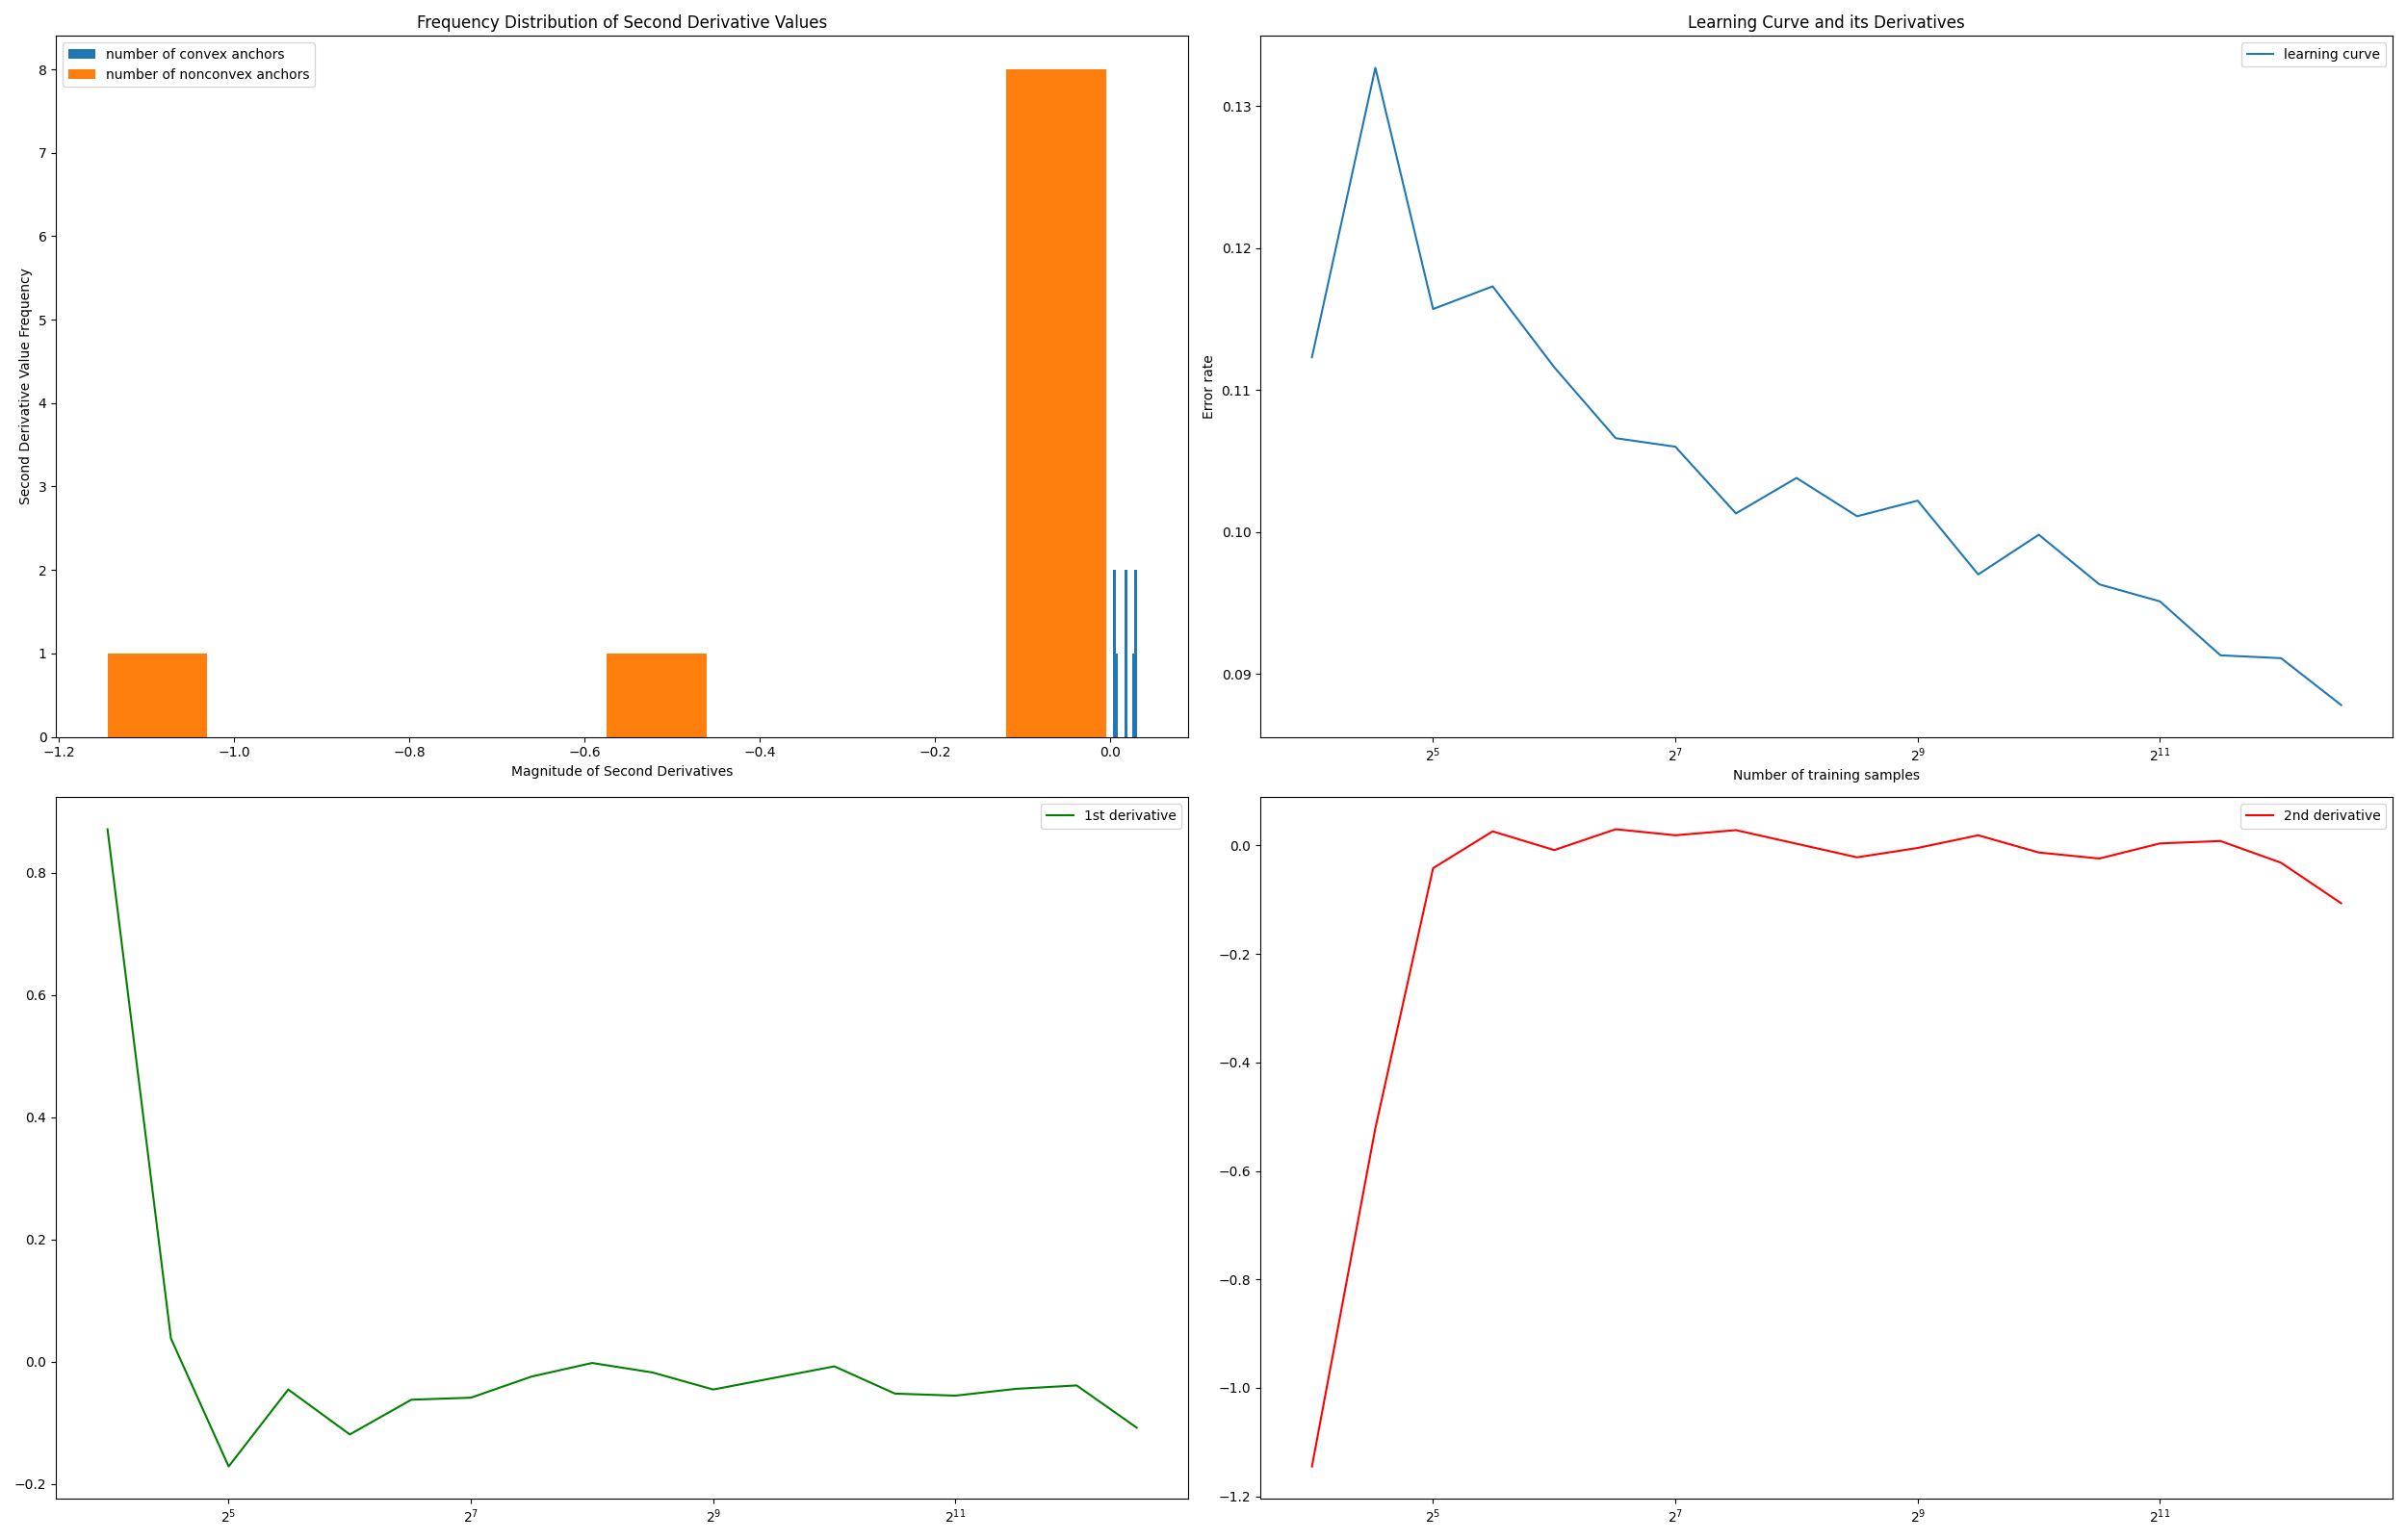 Frequency Distribution of Second Derivative Values
number of convex anchors
number of nonconvex anchors
Second Derivative Value Frequency
8
7
6
5
4
3
2
1
0
−1.2 −1.0 −0.8 −0.6 −0.4 −0.2 0.0
Magnitude of Second Derivatives
Learning Curve and its Derivatives
learning curve
Error rate
0.13
0.12
0.11
0.10
0.09
2⁵ 2⁷ 2⁹ 2¹¹
Number of training samples
1st derivative
0.8
0.6
0.4
0.2
0.0
−0.2
2⁵ 2⁷ 2⁹ 2¹¹
2nd derivative
0.0
−0.2
−0.4
−0.6
−0.8
−1.0
−1.2
2⁵ 2⁷ 2⁹ 2¹¹